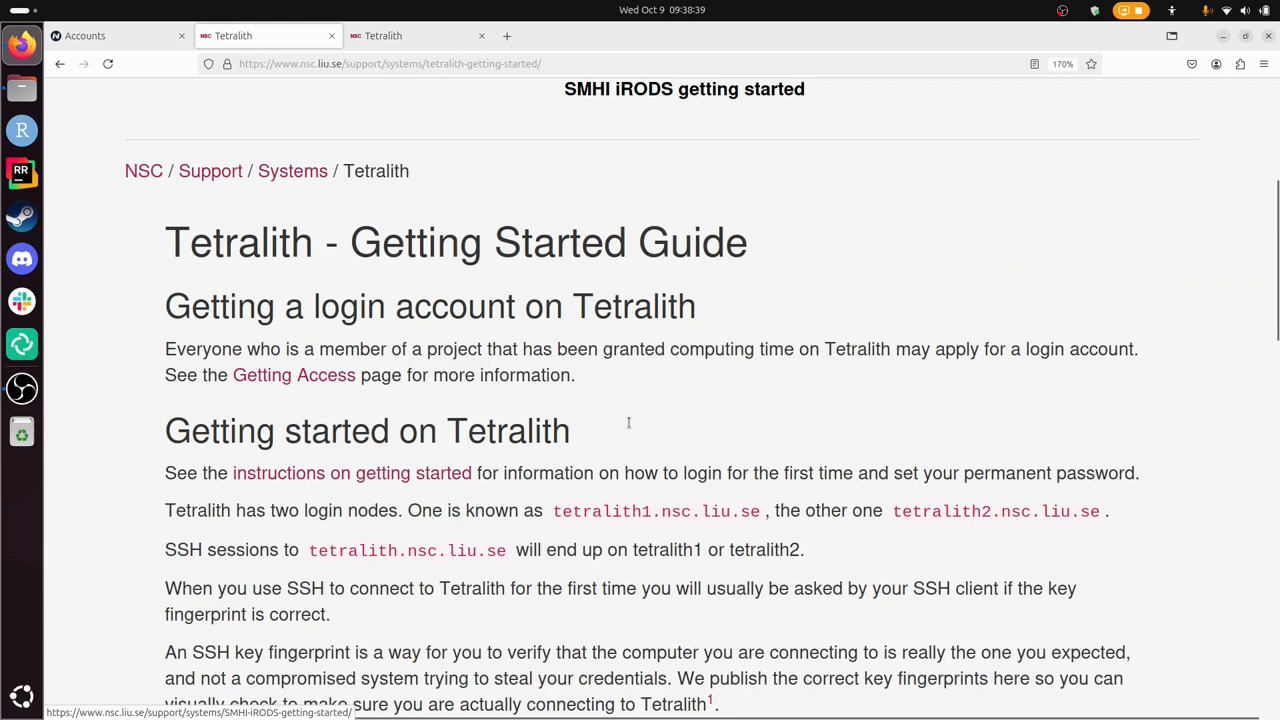 Wed Oct 9 09:38:39
Accounts
NSC Tetralith
NSC Tetralith
https://www.nsc.liu.se/support/systems/tetralith-getting-started/
170%
SMHI iRODS getting started
NSC / Support / Systems / Tetralith
Tetralith - Getting Started Guide
Getting a login account on Tetralith
Everyone who is a member of a project that has been granted computing time on Tetralith may apply for a login account.
See the Getting Access page for more information.
Getting started on Tetralith
See the instructions on getting started for information on how to login for the first time and set your permanent password.
Tetralith has two login nodes. One is known as tetralith1.nsc.liu.se, the other one tetralith2.nsc.liu.se.
SSH sessions to tetralith.nsc.liu.se will end up on tetralith1 or tetralith2.
When you use SSH to connect to Tetralith for the first time you will usually be asked by your SSH client if the key
fingerprint is correct.
An SSH key fingerprint is a way for you to verify that the computer you are connecting to is really the one you expected,
and not a compromised system trying to steal your credentials. We publish the correct key fingerprints here so you can
visually check to make sure you are actually connecting to Tetralith1.
https://www.nsc.liu.se/support/systems/SMHI-iRODS-getting-started/
R
RR